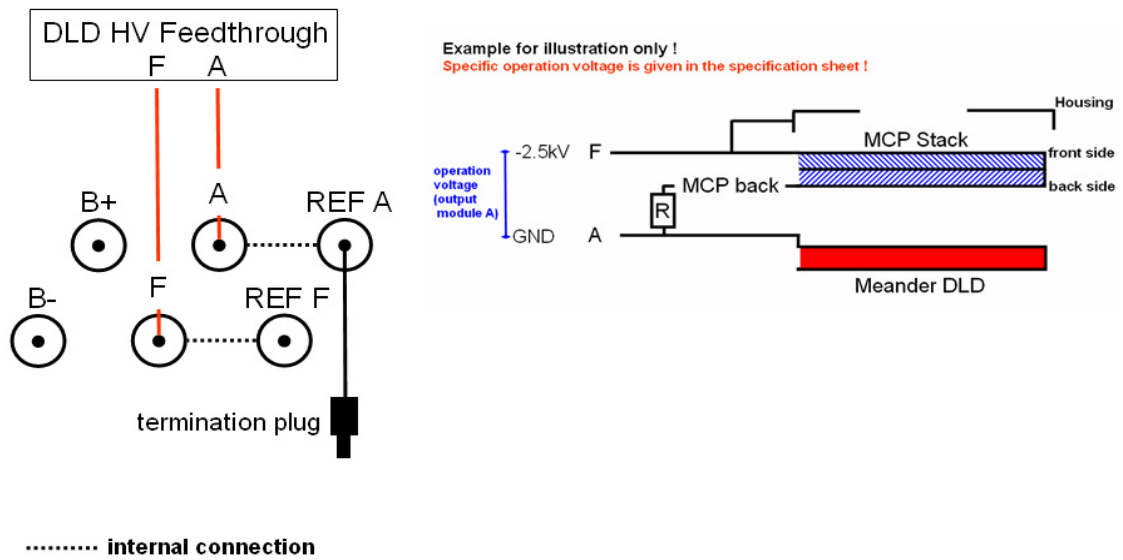 DLD HV Feedthrough
F A
B+
A
REF A
B-
F
REF F
termination plug
internal connection
Example for illustration only !
Specific operation voltage is given in the specification sheet !
Housing
MCP Stack
-2.5kV F
front side
operation
voltage
(output
module A)
MCP back
back side
R
GND A
Meander DLD